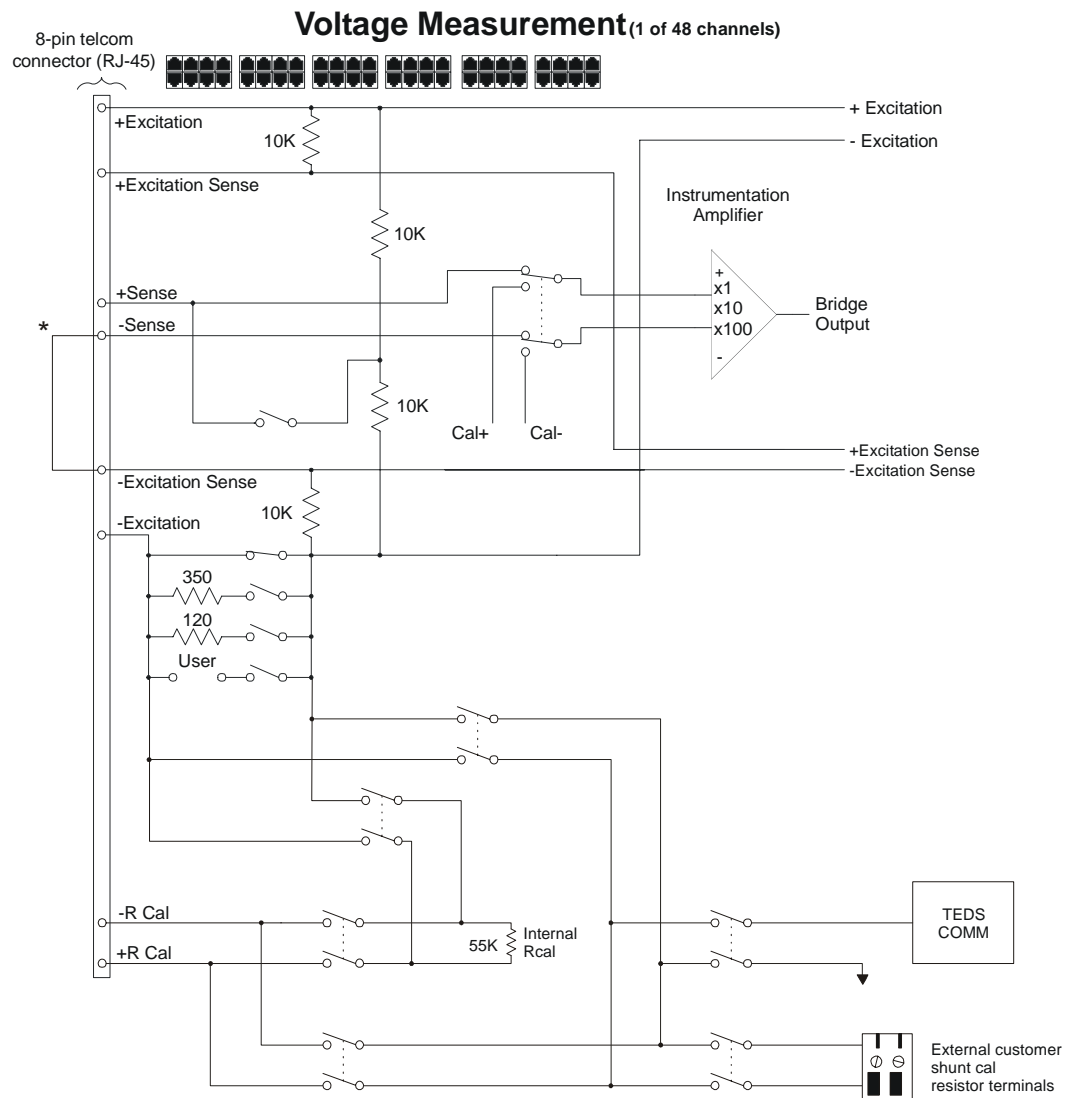 Voltage Measurement (1 of 48 channels)
8-pin telcom
connector (RJ-45)
+Excitation
10K
+ Excitation
- Excitation
+Excitation Sense
Instrumentation
Amplifier
10K
+Sense
+
x1
x10
x100
-
Bridge
Output
*
-Sense
10K
Cal+
Cal-
+Excitation Sense
-Excitation Sense
-Excitation Sense
10K
-Excitation
350
120
User
-R Cal
+R Cal
55K
Internal
Rcal
TEDS
COMM
External customer
shunt cal
resistor terminals